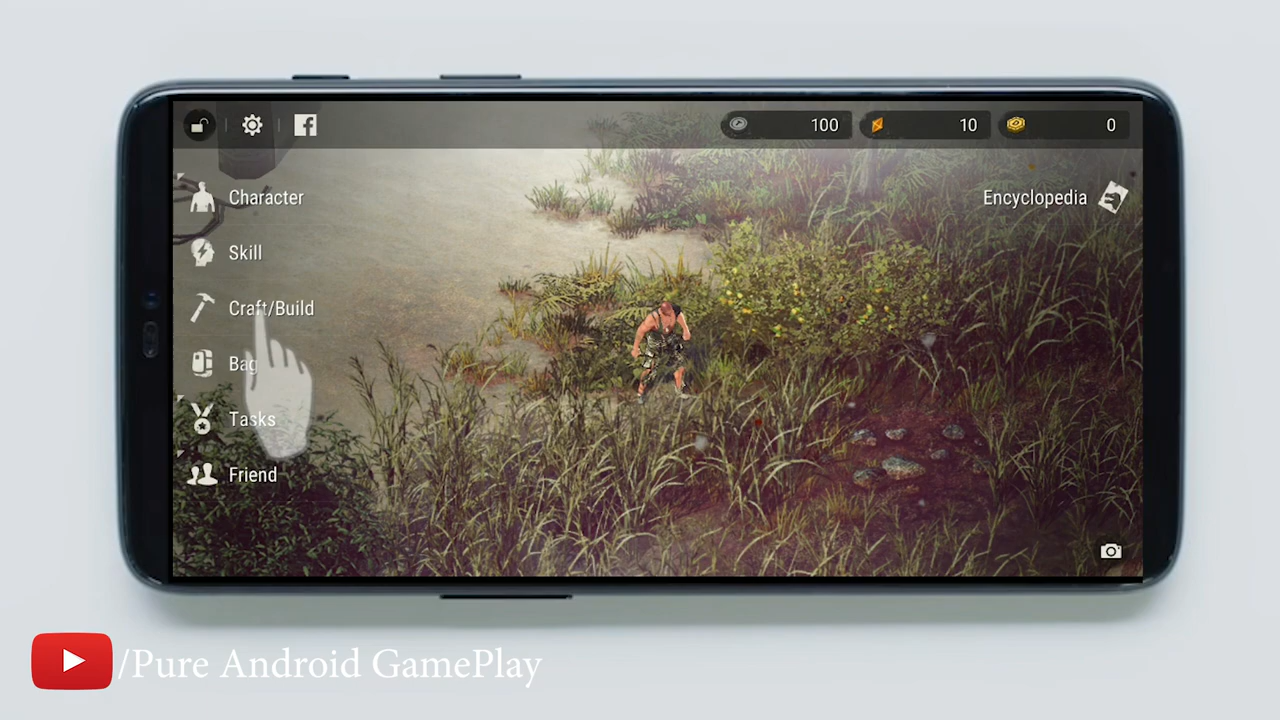 100
10
0
Character
Encyclopedia
Skill
Craft/Build
Bag
Tasks
Friend
/Pure Android GamePlay